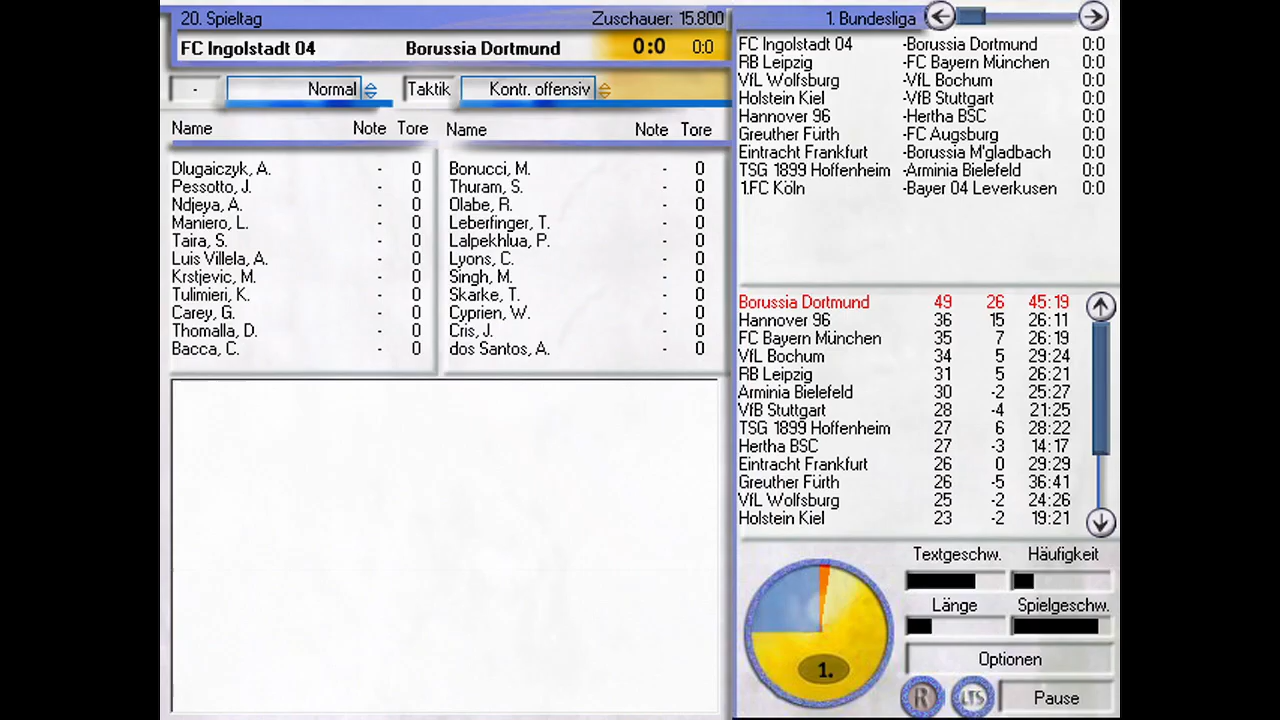 20. Spieltag Zuschauer: 15.800
FC Ingolstadt 04 Borussia Dortmund 0:0 0:0
- Normal Taktik Kontr. offensiv
Name Note Tore Name Note Tore
Dlugaiczyk, A. - 0 Bonucci, M. - 0
Pessotto, J. - 0 Thuram, S. - 0
Ndjeya, A. - 0 Olabe, R. - 0
Maniero, L. - 0 Leberfinger, T. - 0
Taira, S. - 0 Lalpekhlua, P. - 0
Luis Villela, A. - 0 Lyons, C. - 0
Krstjevic, M. - 0 Singh, M. - 0
Tulimieri, K. - 0 Skarke, T. - 0
Carey, G. - 0 Cyprien, W. - 0
Thomalla, D. - 0 Cris, J. - 0
Bacca, C. - 0 dos Santos, A. - 0
1. Bundesliga
FC Ingolstadt 04 -Borussia Dortmund 0:0
RB Leipzig -FC Bayern München 0:0
VfL Wolfsburg -VfL Bochum 0:0
Holstein Kiel -VfB Stuttgart 0:0
Hannover 96 -Hertha BSC 0:0
Greuther Fürth -FC Augsburg 0:0
Eintracht Frankfurt -Borussia M'gladbach 0:0
TSG 1899 Hoffenheim -Arminia Bielefeld 0:0
1.FC Köln -Bayer 04 Leverkusen 0:0
Borussia Dortmund 49 26 45:19
Hannover 96 36 15 26:11
FC Bayern München 35 7 26:19
VfL Bochum 34 5 29:24
RB Leipzig 31 5 26:21
Arminia Bielefeld 30 -2 25:27
VfB Stuttgart 28 -4 21:25
TSG 1899 Hoffenheim 27 6 28:22
Hertha BSC 27 -3 14:17
Eintracht Frankfurt 26 0 29:29
Greuther Fürth 26 -5 36:41
VfL Wolfsburg 25 -2 24:26
Holstein Kiel 23 -2 19:21
Textgeschw. Häufigkeit
Länge Spielgeschw.
1.
Optionen
R LTS Pause